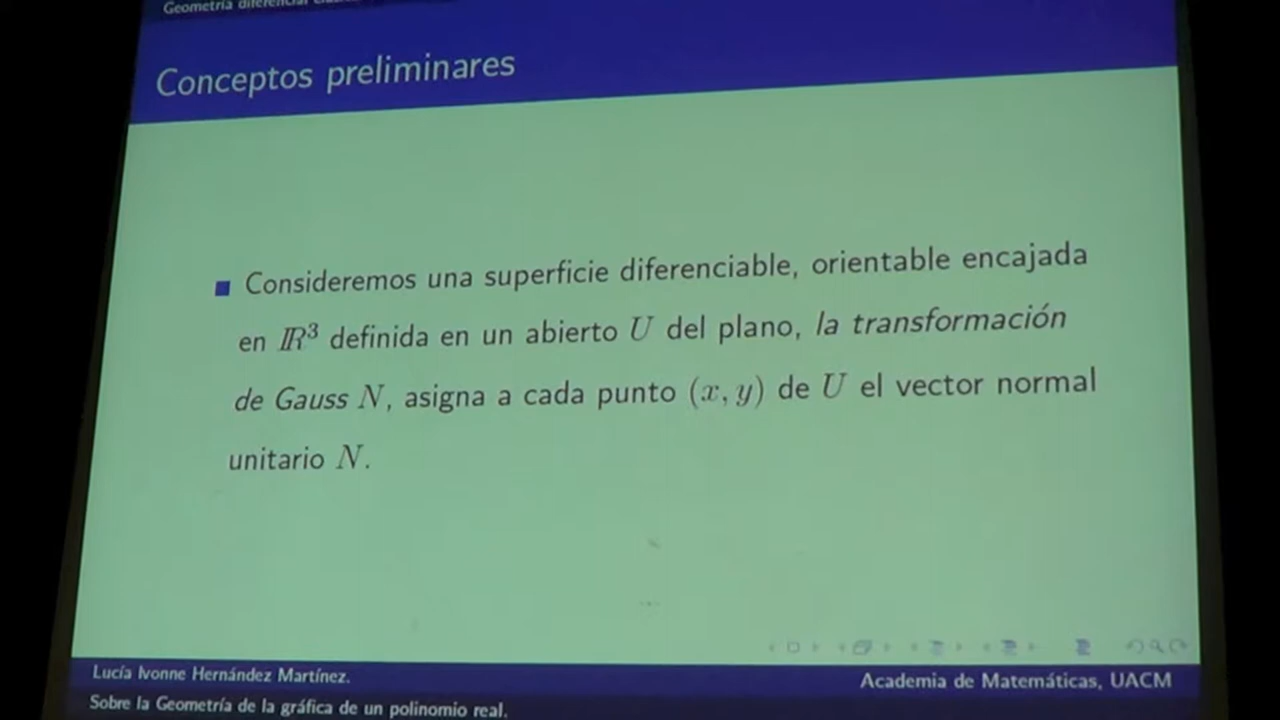 Geometría diferencial
Conceptos preliminares
Consideremos una superficie diferenciable, orientable encajada
en ℝ³ definida en un abierto U del plano, la transformación
de Gauss N, asigna a cada punto (x, y) de U el vector normal
unitario N.
Lucía Ivonne Hernández Martínez.
Academia de Matemáticas, UACM
Sobre la Geometría de la gráfica de un polinomio real.